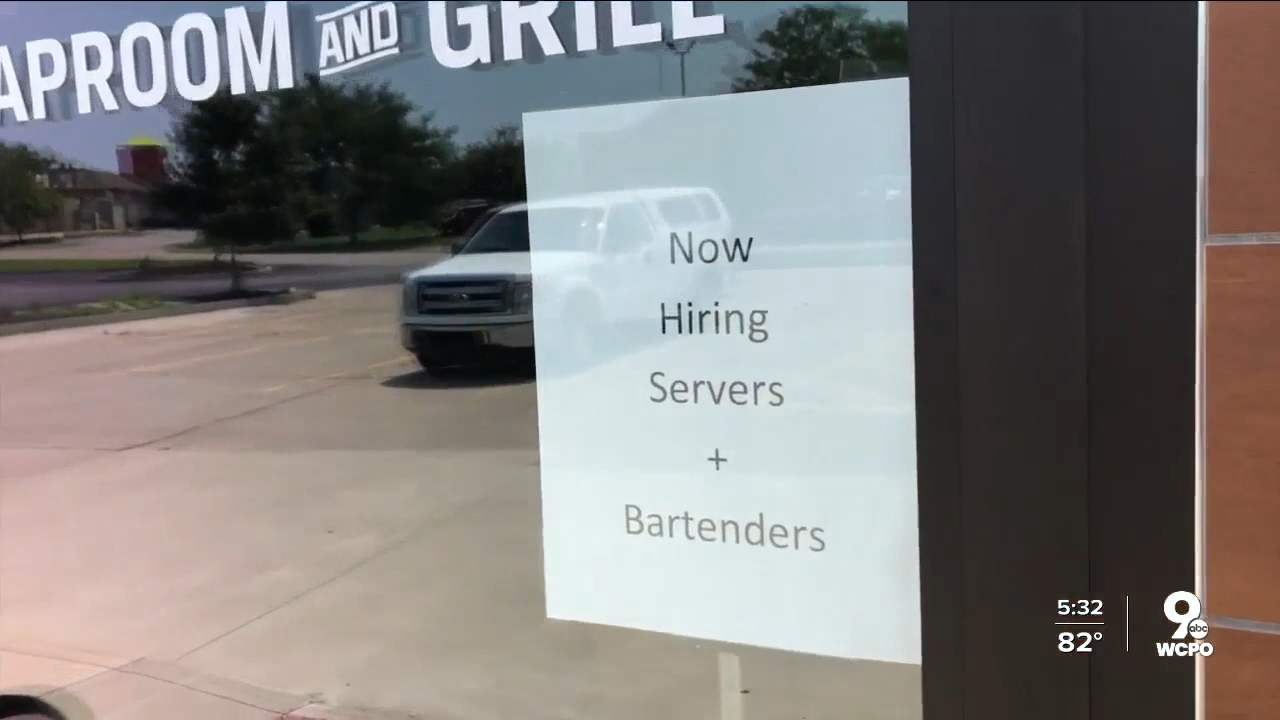 APROOM AND GRILL
Now
Hiring
Servers
+
Bartenders
5:32
82°
9
abc
WCPO